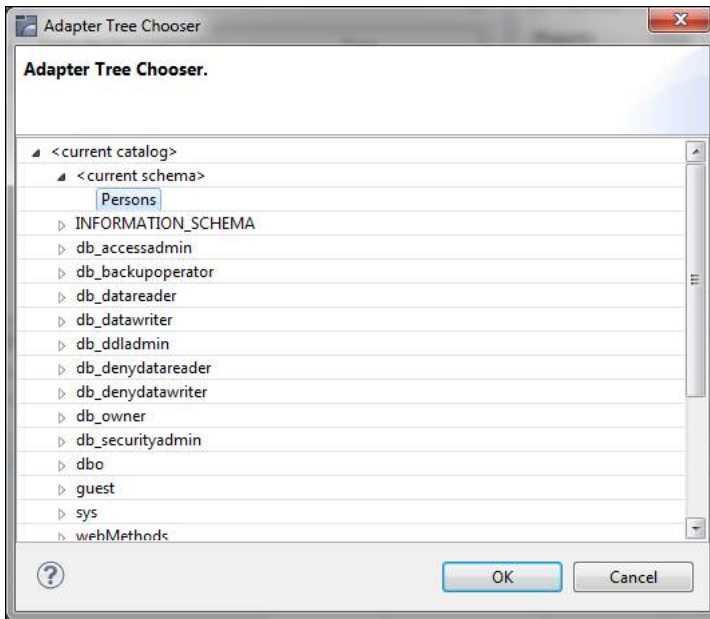 Adapter Tree Chooser
Adapter Tree Chooser.
<current catalog>
<current schema>
Persons
INFORMATION_SCHEMA
db_accessadmin
db_backupoperator
db_datareader
db_datawriter
db_ddladmin
db_denydatareader
db_denydatawriter
db_owner
db_securityadmin
dbo
guest
sys
webMethods
?
OK Cancel